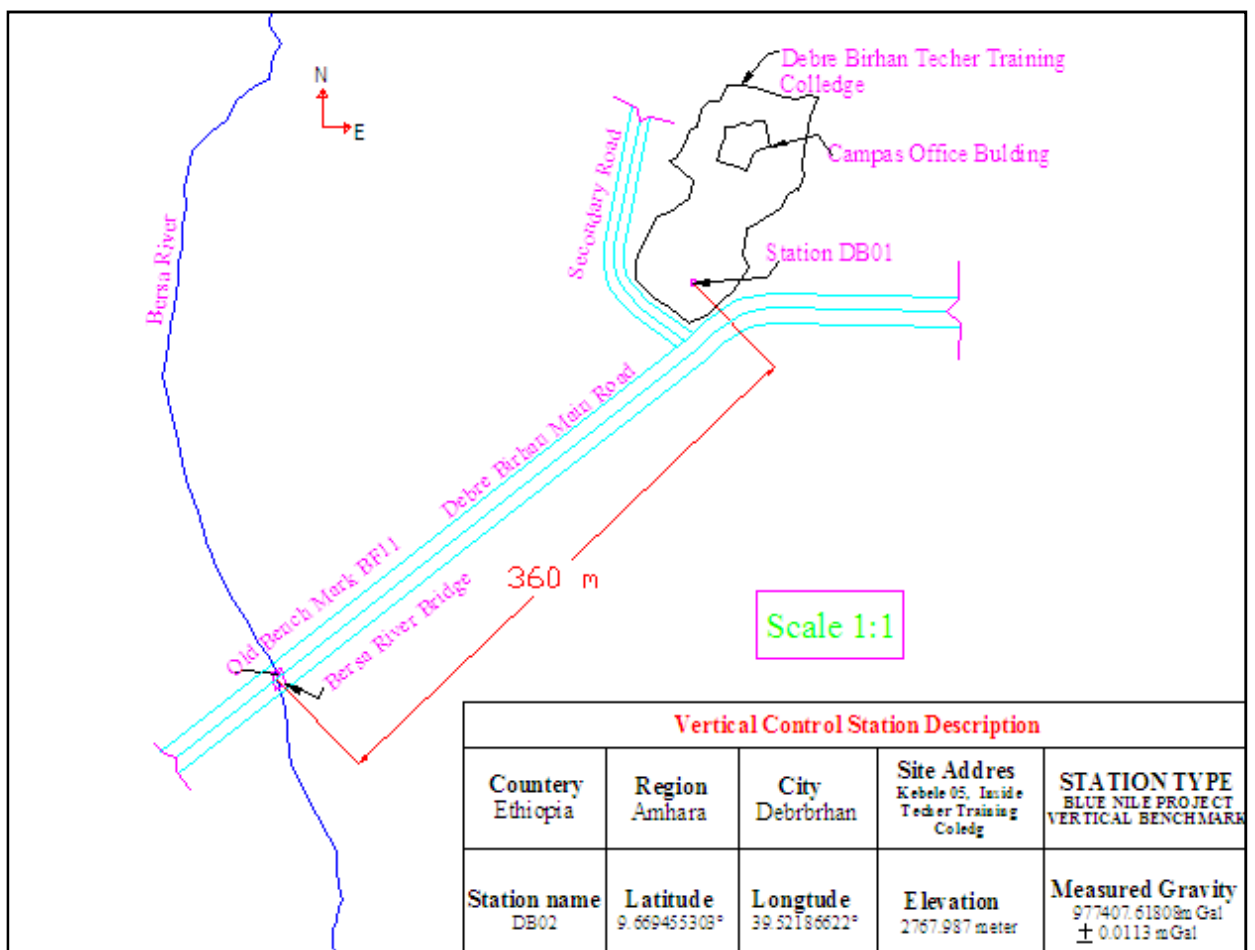 Debre Birhan Techer Training
Colledge
N
E
Campas Office Bulding
Secondary Road
Bersa River
Station DB01
Debre Birhan Main Road
360 m
Old Bench Mark BF11
Bersa River Bridge
Scale 1:1
Vertical Control Station Description
Countery
Ethiopia
Region
Amhara
City
Debrbrhan
Site Addres
Kebele 05, Inside
Techer Training
Coledg
STATION TYPE
BLUE NILE PROJECT
VERTICAL BENCHMARK
Station name
DB02
Latitude
9.669455303°
Longtude
39.52186622°
Elevation
2767.987 meter
Measured Gravity
977407.61808mGal
± 0.0113 mGal